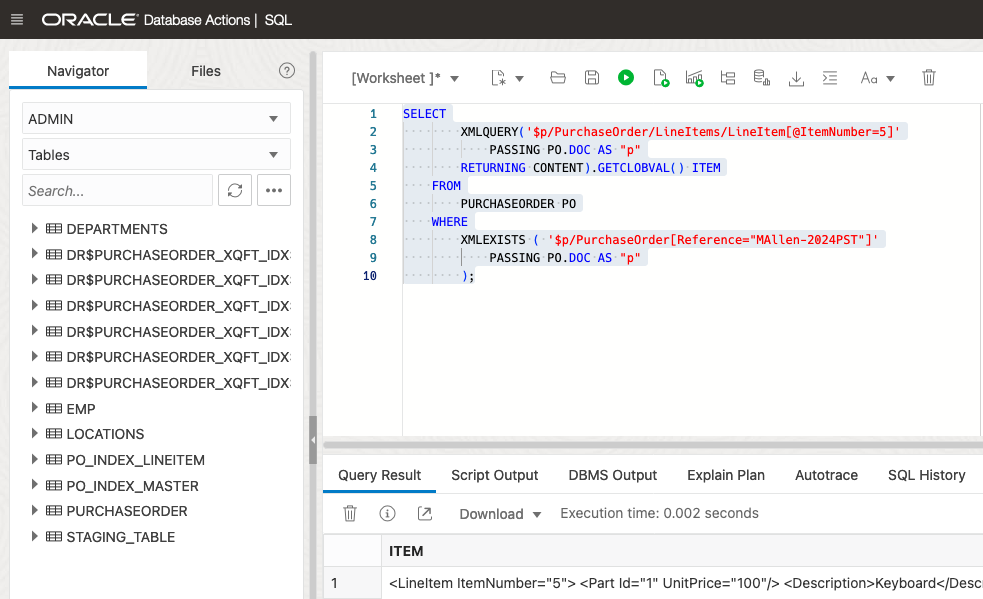 ORACLE Database Actions | SQL
Navigator
Files
ADMIN
Tables
Search...
DEPARTMENTS
DR$PURCHASEORDER_XQFT_IDX
DR$PURCHASEORDER_XQFT_IDX
DR$PURCHASEORDER_XQFT_IDX
DR$PURCHASEORDER_XQFT_IDX
DR$PURCHASEORDER_XQFT_IDX
DR$PURCHASEORDER_XQFT_IDX
EMP
LOCATIONS
PO_INDEX_LINEITEM
PO_INDEX_MASTER
PURCHASEORDER
STAGING_TABLE
[Worksheet ]*
Aa
1 SELECT
2 XMLQUERY('$p/PurchaseOrder/LineItems/LineItem[@ItemNumber=5]'
3 PASSING PO.DOC AS "p"
4 RETURNING CONTENT).GETCLOBVAL() ITEM
5 FROM
6 PURCHASEORDER PO
7 WHERE
8 XMLEXISTS ( '$p/PurchaseOrder[Reference="MAllen-2024PST"]'
9 PASSING PO.DOC AS "p"
10 );
Query Result
Script Output
DBMS Output
Explain Plan
Autotrace
SQL History
Download
Execution time: 0.002 seconds
ITEM
1 <LineItem ItemNumber="5"> <Part Id="1" UnitPrice="100"/> <Description>Keyboard</Desc